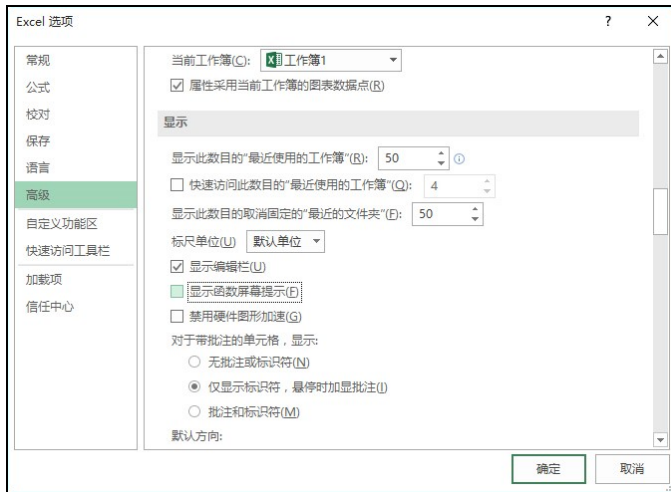 Excel 选项
?
常规
公式
校对
保存
语言
高级
自定义功能区
快速访问工具栏
加载项
信任中心
当前工作簿(C): 工作簿1
属性采用当前工作簿的图表数据点(R)
显示
显示此数目的"最近使用的工作簿"(R): 50
快速访问此数目的"最近使用的工作簿"(Q): 4
显示此数目的取消固定的"最近的文件夹"(F): 50
标尺单位(U) 默认单位
显示编辑栏(U)
显示函数屏幕提示(F)
禁用硬件图形加速(G)
对于带批注的单元格，显示:
无批注或标识符(N)
仅显示标识符，悬停时加显批注(I)
批注和标识符(M)
默认方向:
确定 取消